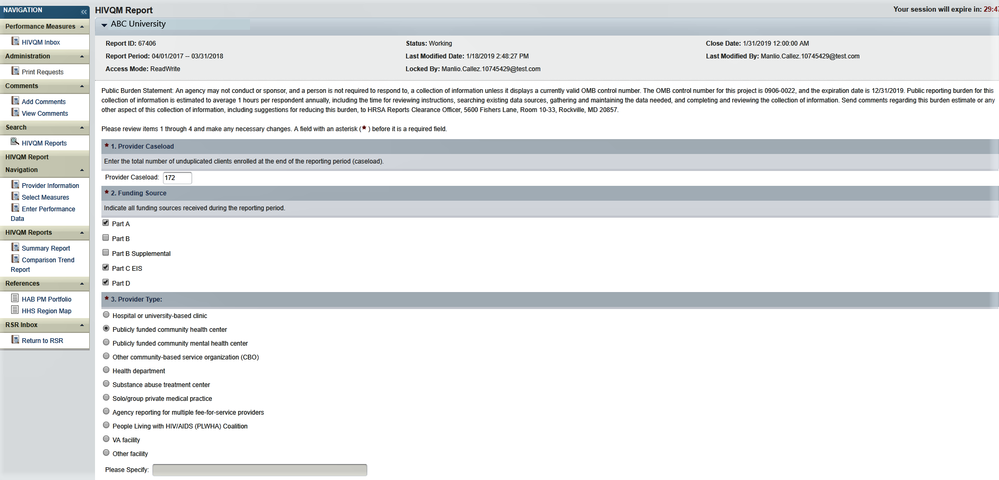 NAVIGATION
Performance Measures
HIVQM Inbox
Administration
Print Requests
Comments
Add Comments
View Comments
Search
HIVQM Reports
HIVQM Report
Navigation
Provider Information
Select Measures
Enter Performance
Data
HIVQM Reports
Summary Report
Comparison Trend
Report
References
HAB PM Portfolio
HHS Region Map
RSR Inbox
Return to RSR
HIVQM Report
Your session will expire in:
ABC University
Report ID: 67406
Status: Working
Close Date: 1/31/2019 12:00:00 AM
Report Period: 04/01/2017 -- 03/31/2018
Last Modified Date: 1/18/2019 2:48:27 PM
Last Modified By: Manlio.Callez.10745429@test.com
Access Mode: ReadWrite
Locked By: Manlio.Callez.10745429@test.com
Public Burden Statement: An agency may not conduct or sponsor, and a person is not required to respond to, a collection of information unless it displays a currently valid OMB control number. The OMB control number for this project is 0906-0022, and the expiration date is 12/31/2019. Public reporting burden for this
collection of information is estimated to average 1 hours per respondent annually, including the time for reviewing instructions, searching existing data sources, gathering and maintaining the data needed, and completing and reviewing the collection of information. Send comments regarding this burden estimate or any
other aspect of this collection of information, including suggestions for reducing this burden, to HRSA Reports Clearance Officer, 5600 Fishers Lane, Room 10-33, Rockville, MD 20857.
Please review items 1 through 4 and make any necessary changes. A field with an asterisk (★ ) before it is a required field.
★ 1. Provider Caseload
Enter the total number of unduplicated clients enrolled at the end of the reporting period (caseload).
Provider Caseload: 172
★ 2. Funding Source
Indicate all funding sources received during the reporting period.
Part A
Part B
Part B Supplemental
Part C EIS
Part D
★ 3. Provider Type:
Hospital or university-based clinic
Publicly funded community health center
Publicly funded community mental health center
Other community-based service organization (CBO)
Health department
Substance abuse treatment center
Solo/group private medical practice
Agency reporting for multiple fee-for-service providers
People Living with HIV/AIDS (PLWHA) Coalition
VA facility
Other facility
Please Specify: